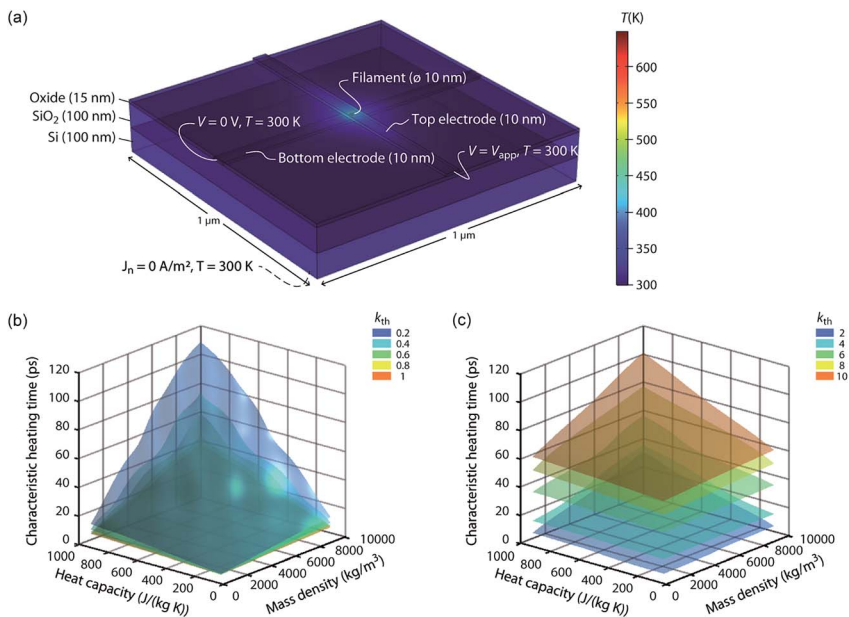 (a)
T(K)
Filament (ø 10 nm)
Oxide (15 nm)
SiO₂ (100 nm)
Si (100 nm)
V = 0 V, T = 300 K
Top electrode (10 nm)
Bottom electrode (10 nm)
V = Vapp, T = 300 K
1 μm
1 μm
Jn = 0 A/m², T = 300 K
600
550
500
450
400
350
300
(b)
kth
0.2
0.4
0.6
0.8
1
Characteristic heating time (ps)
120
100
80
60
40
20
0
1000
800
600
400
200
0
Heat capacity (J/(kg K))
0
2000
4000
6000
8000
10000
Mass density (kg/m³)
(c)
kth
2
4
6
8
10
Characteristic heating time (ps)
120
100
80
60
40
20
0
1000
800
600
400
200
0
Heat capacity (J/(kg K))
0
2000
4000
6000
8000
10000
Mass density (kg/m³)